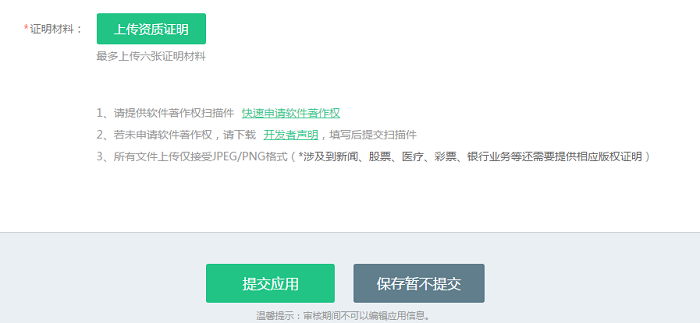 *证明材料： 上传资质证明
最多上传六张证明材料
1、请提供软件著作权扫描件 快速申请软件著作权
2、若未申请软件著作权，请下载 开发者声明，填写后提交扫描件
3、所有文件上传仅接受JPEG/PNG格式（*涉及到新闻、股票、医疗、彩票、银行业务等还需要提供相应版权证明）
提交应用 保存暂不提交
温馨提示：审核期间不可以编辑应用信息。